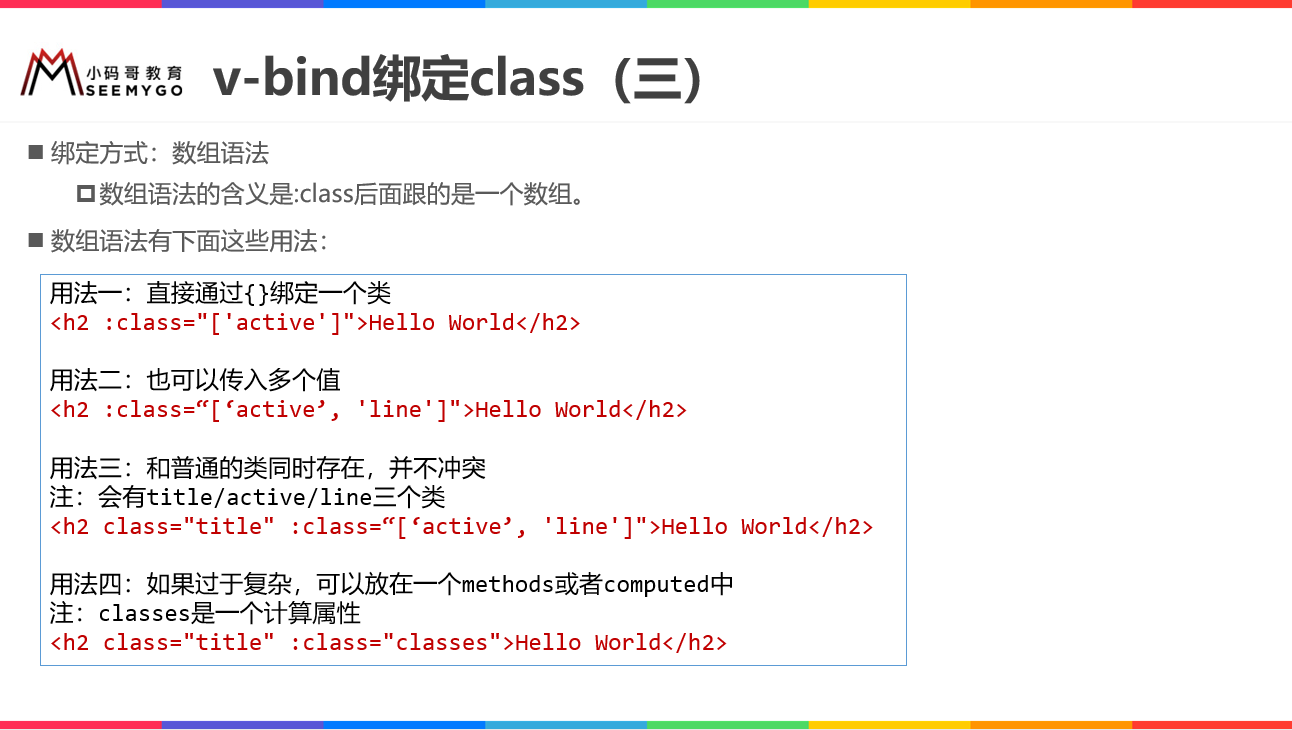 小码哥教育
SEEMYGO
v-bind绑定class（三）
绑定方式：数组语法
数组语法的含义是:class后面跟的是一个数组。
数组语法有下面这些用法：
用法一：直接通过{}绑定一个类
<h2 :class="['active']">Hello World</h2>
用法二：也可以传入多个值
<h2 :class=“[‘active’, 'line']">Hello World</h2>
用法三：和普通的类同时存在，并不冲突
注：会有title/active/line三个类
<h2 class="title" :class=“[‘active’, 'line']">Hello World</h2>
用法四：如果过于复杂，可以放在一个methods或者computed中
注：classes是一个计算属性
<h2 class="title" :class="classes">Hello World</h2>